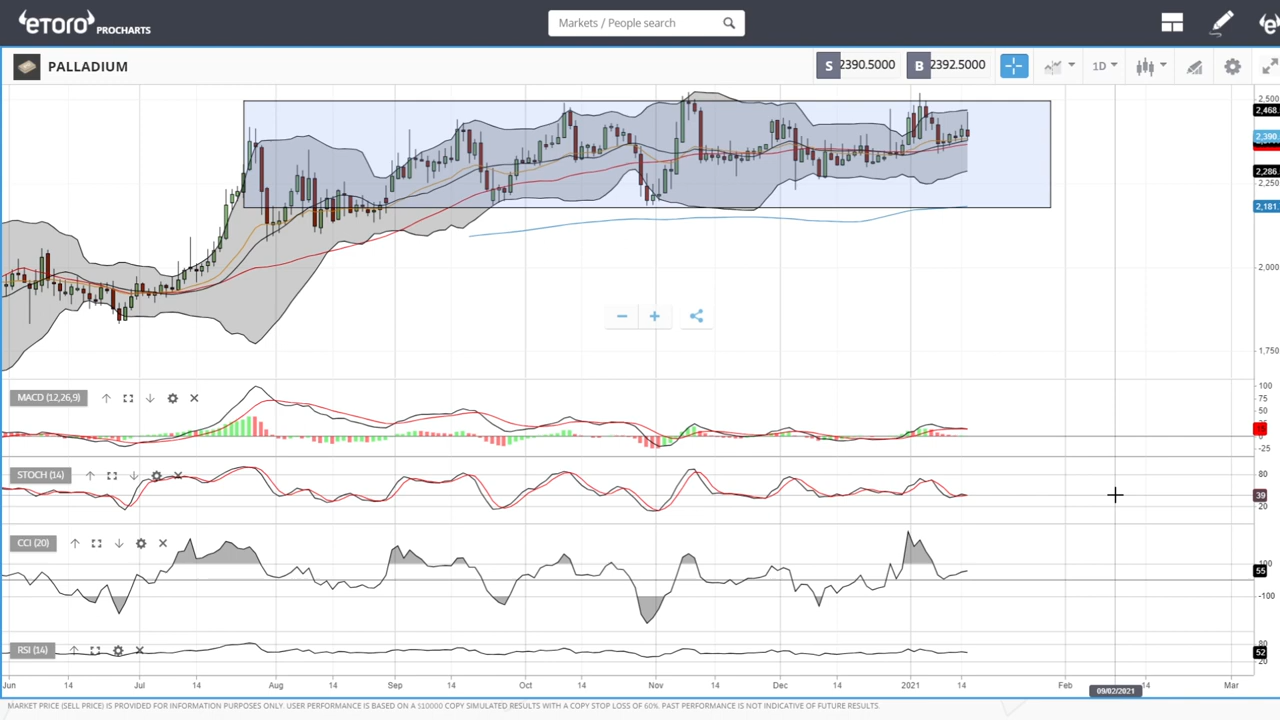 eToro PROCHARTS
Markets / People search
PALLADIUM
S 2390.5000 B 2392.5000
1D
2,500
2,468.
2,390.
2,286.
2,250
2,181.
2,000
1,750
MACD (12,26,9)
100
75
50
0
-25
STOCH (14)
80
39
20
CCI (20)
100
55
-100
RSI (14)
80
52
20
Jun 14 Jul 14 Aug 14 Sep 14 Oct 14 Nov 14 Dec 14 2021 14 Feb 09/02/2021 14 Mar
MARKET PRICE (SELL PRICE) IS PROVIDED FOR INFORMATION PURPOSES ONLY. USER PERFORMANCE IS BASED ON A $10000 COPY SIMULATED RESULTS WITH A COPY STOP LOSS OF 60%. PAST PERFORMANCE IS NOT INDICATIVE OF FUTURE RESULTS.